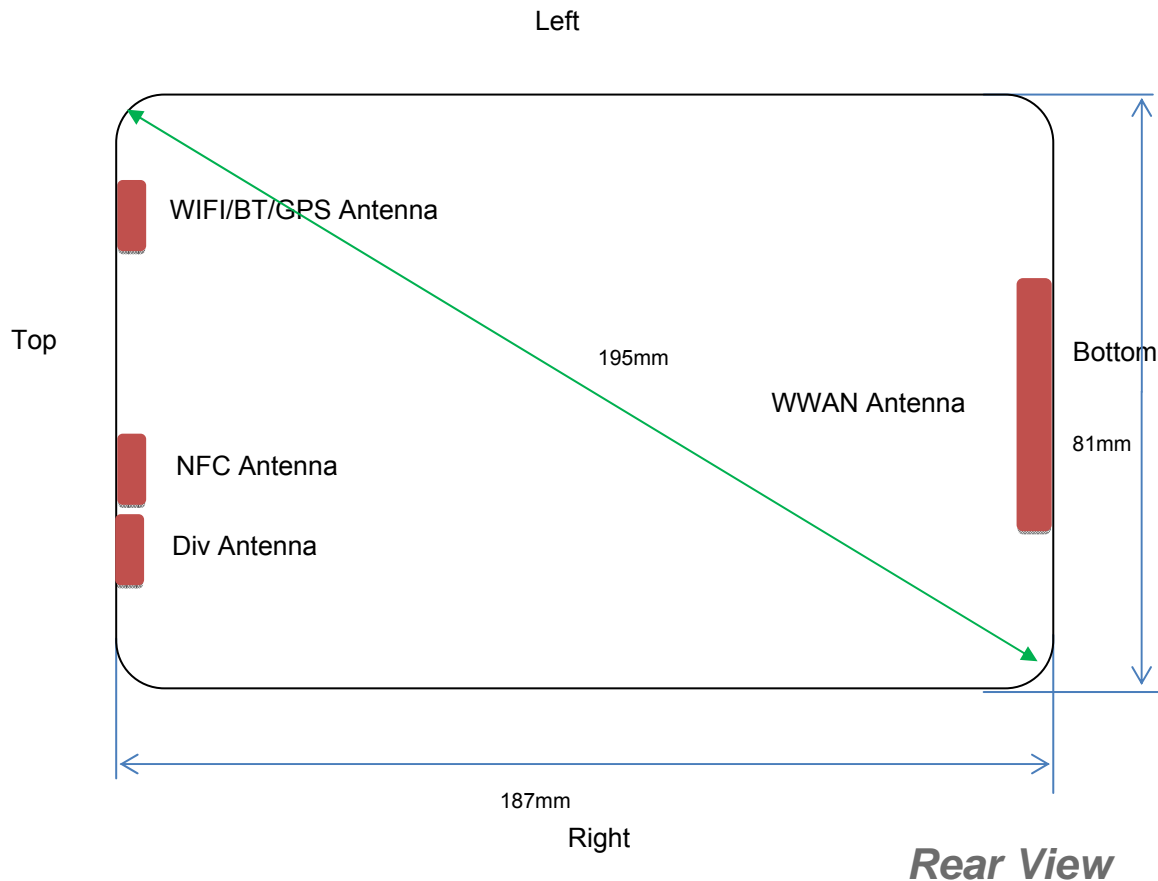 Left
WIFI/BT/GPS Antenna
Top
Bottom
195mm
WWAN Antenna
81mm
NFC Antenna
Div Antenna
187mm
Right
Rear View